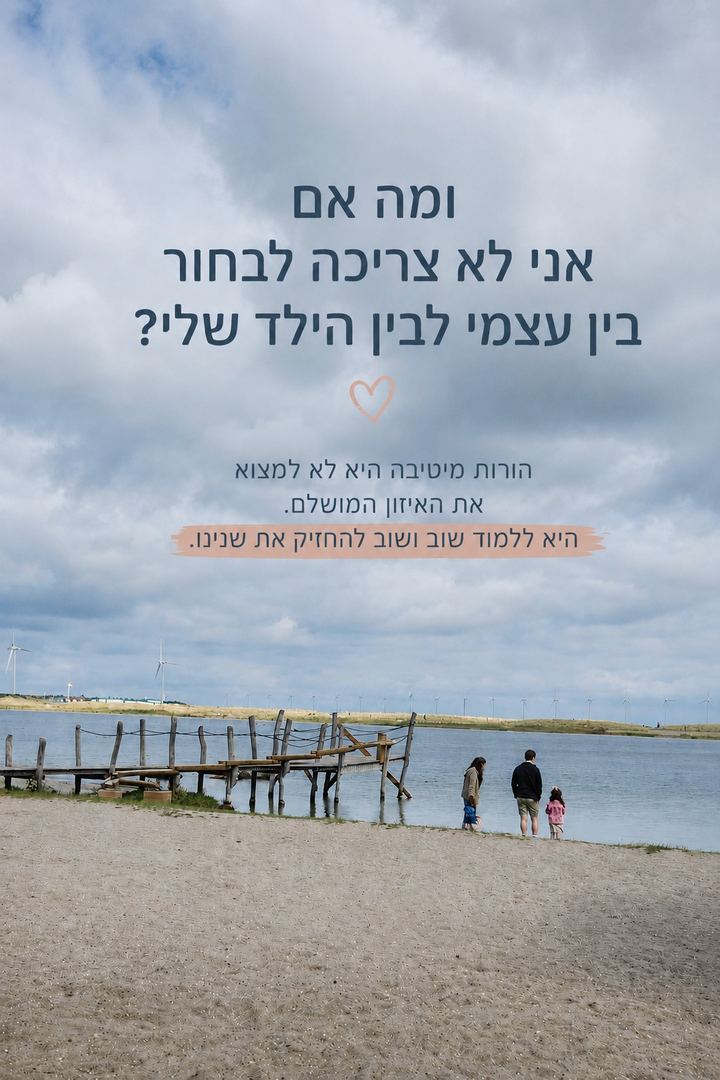 ומה אם
אני לא צריכה לבחור
בין עצמי לבין הילד שלי?
הורות מיטיבה היא לא למצוא
את האיזון המושלם.
היא ללמוד שוב ושוב להחזיק את שנינו.